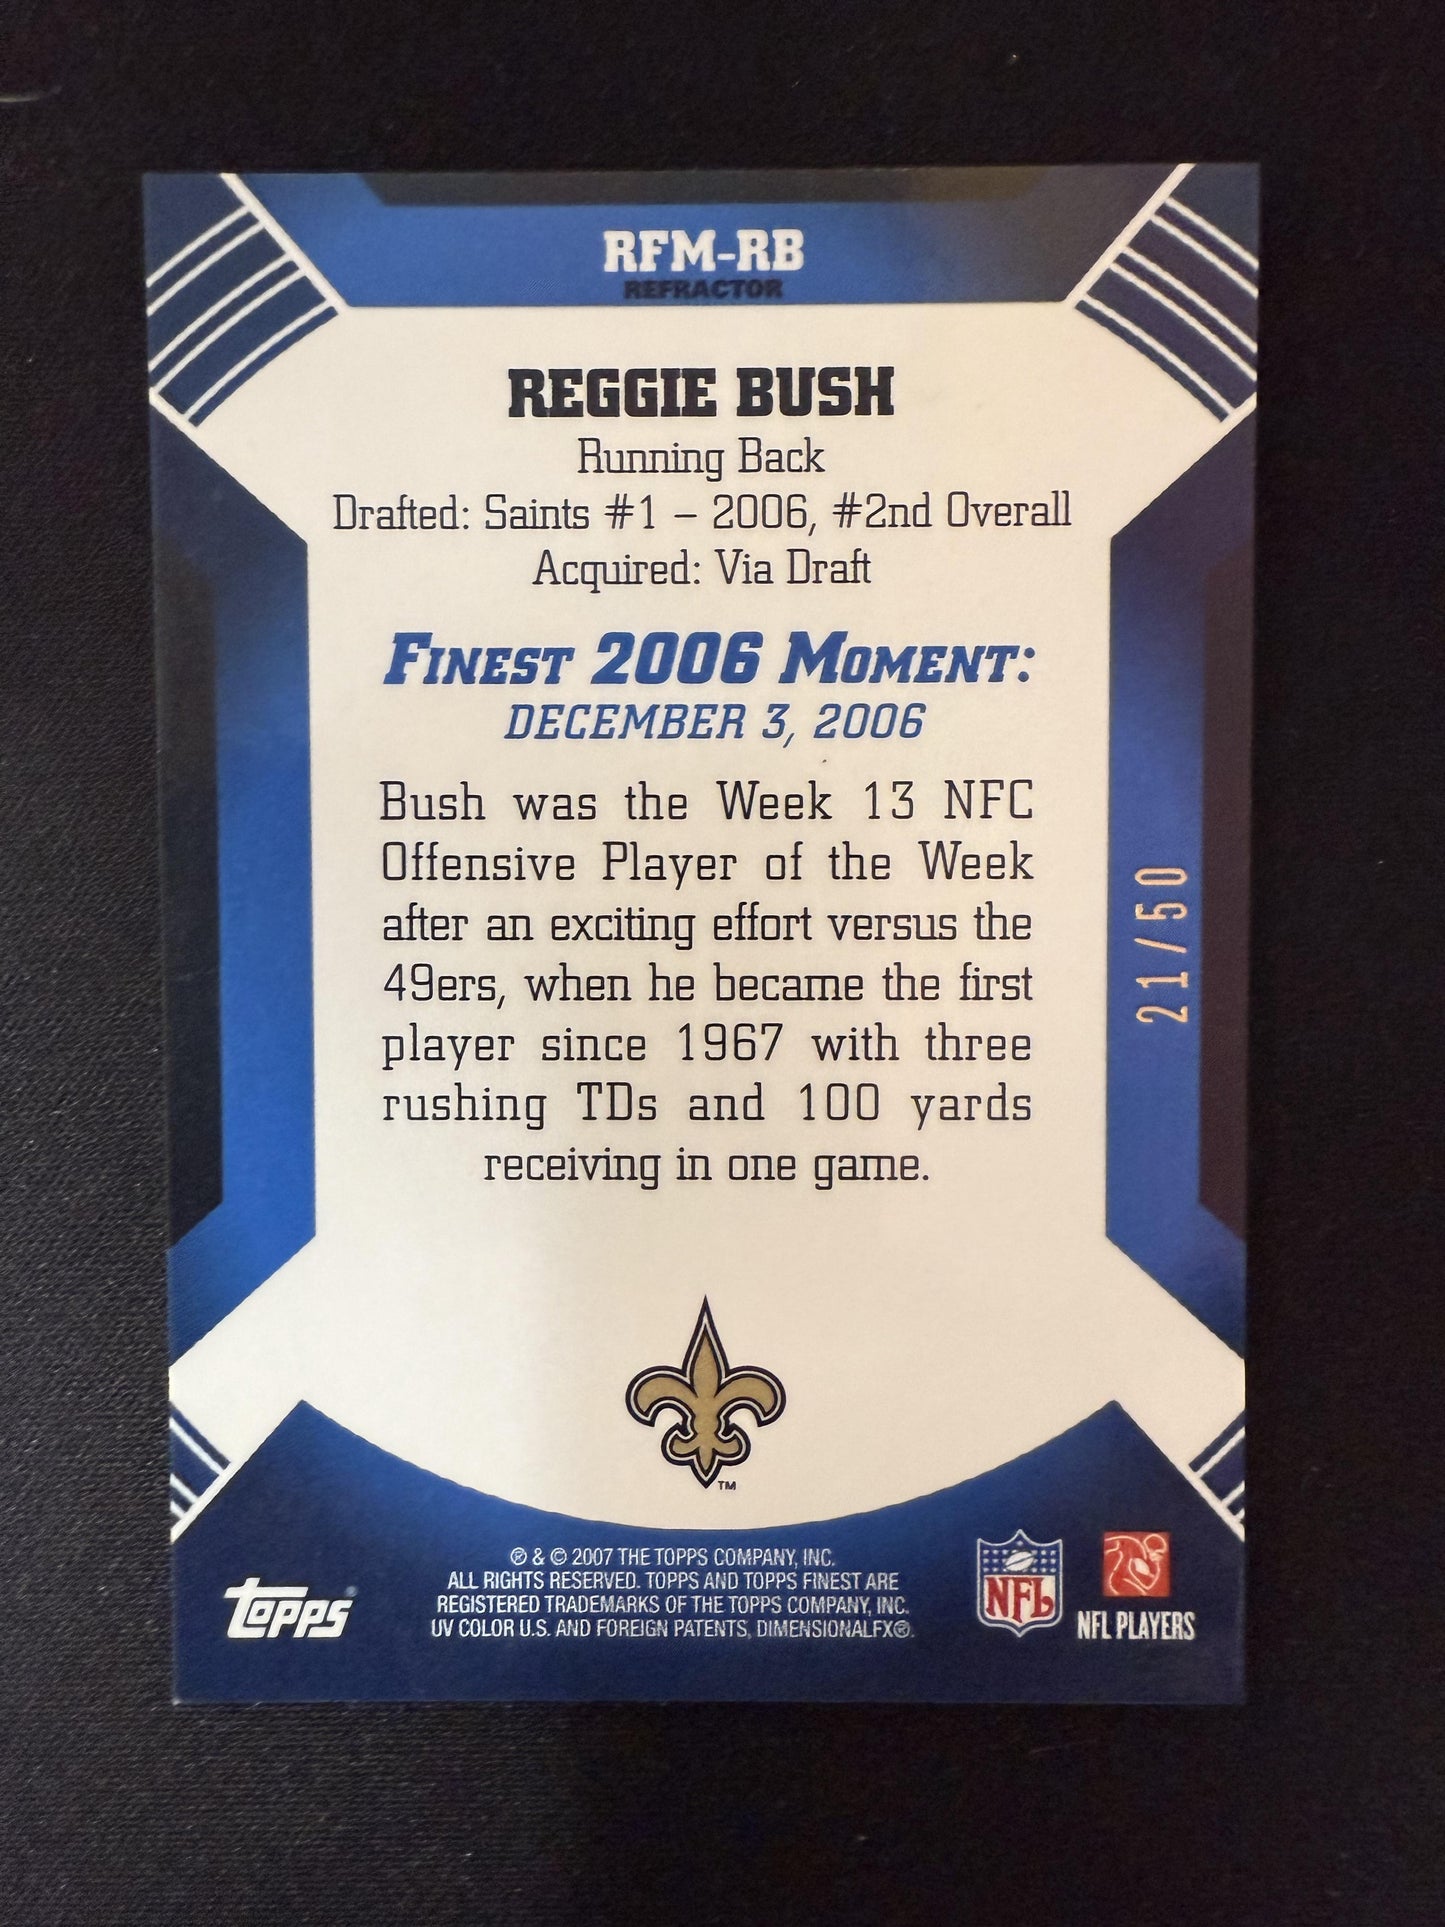 RFM-RB
REFRACTOR
REGGIE BUSH
Running Back
Drafted: Saints #1 – 2006, #2nd Overall
Acquired: Via Draft
FINEST 2006 MOMENT:
DECEMBER 3, 2006
Bush was the Week 13 NFC
Offensive Player of the Week
after an exciting effort versus the
49ers, when he became the first
player since 1967 with three
rushing TDs and 100 yards
receiving in one game.
21/50
TM
® & © 2007 THE TOPPS COMPANY, INC.
ALL RIGHTS RESERVED. TOPPS AND TOPPS FINEST ARE
REGISTERED TRADEMARKS OF THE TOPPS COMPANY, INC.
UV COLOR U.S. AND FOREIGN PATENTS, DIMENSIONALFX®.
topps®
NFL
NFL PLAYERS